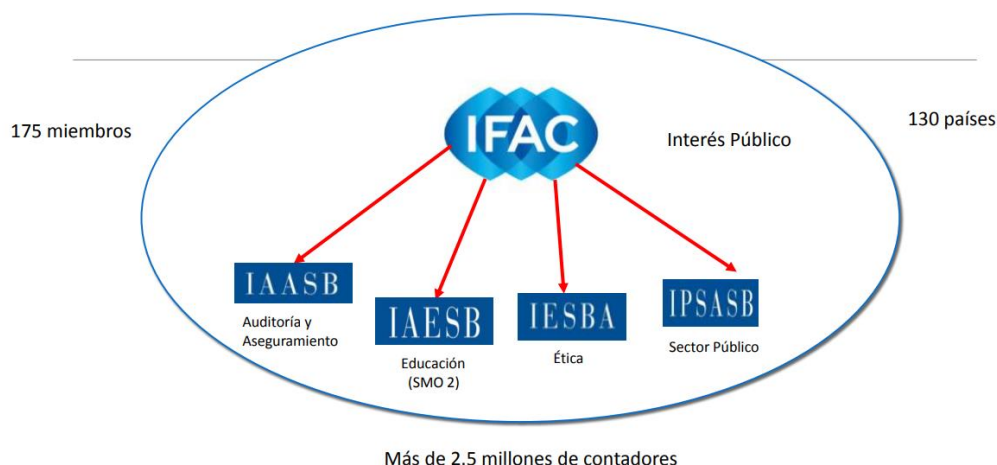 175 miembros
130 países
IFAC
Interés Público
IAASB
Auditoría y
Aseguramiento
IAESB
Educación
(SMO 2)
IESBA
Ética
IPSASB
Sector Público
Más de 2.5 millones de contadores